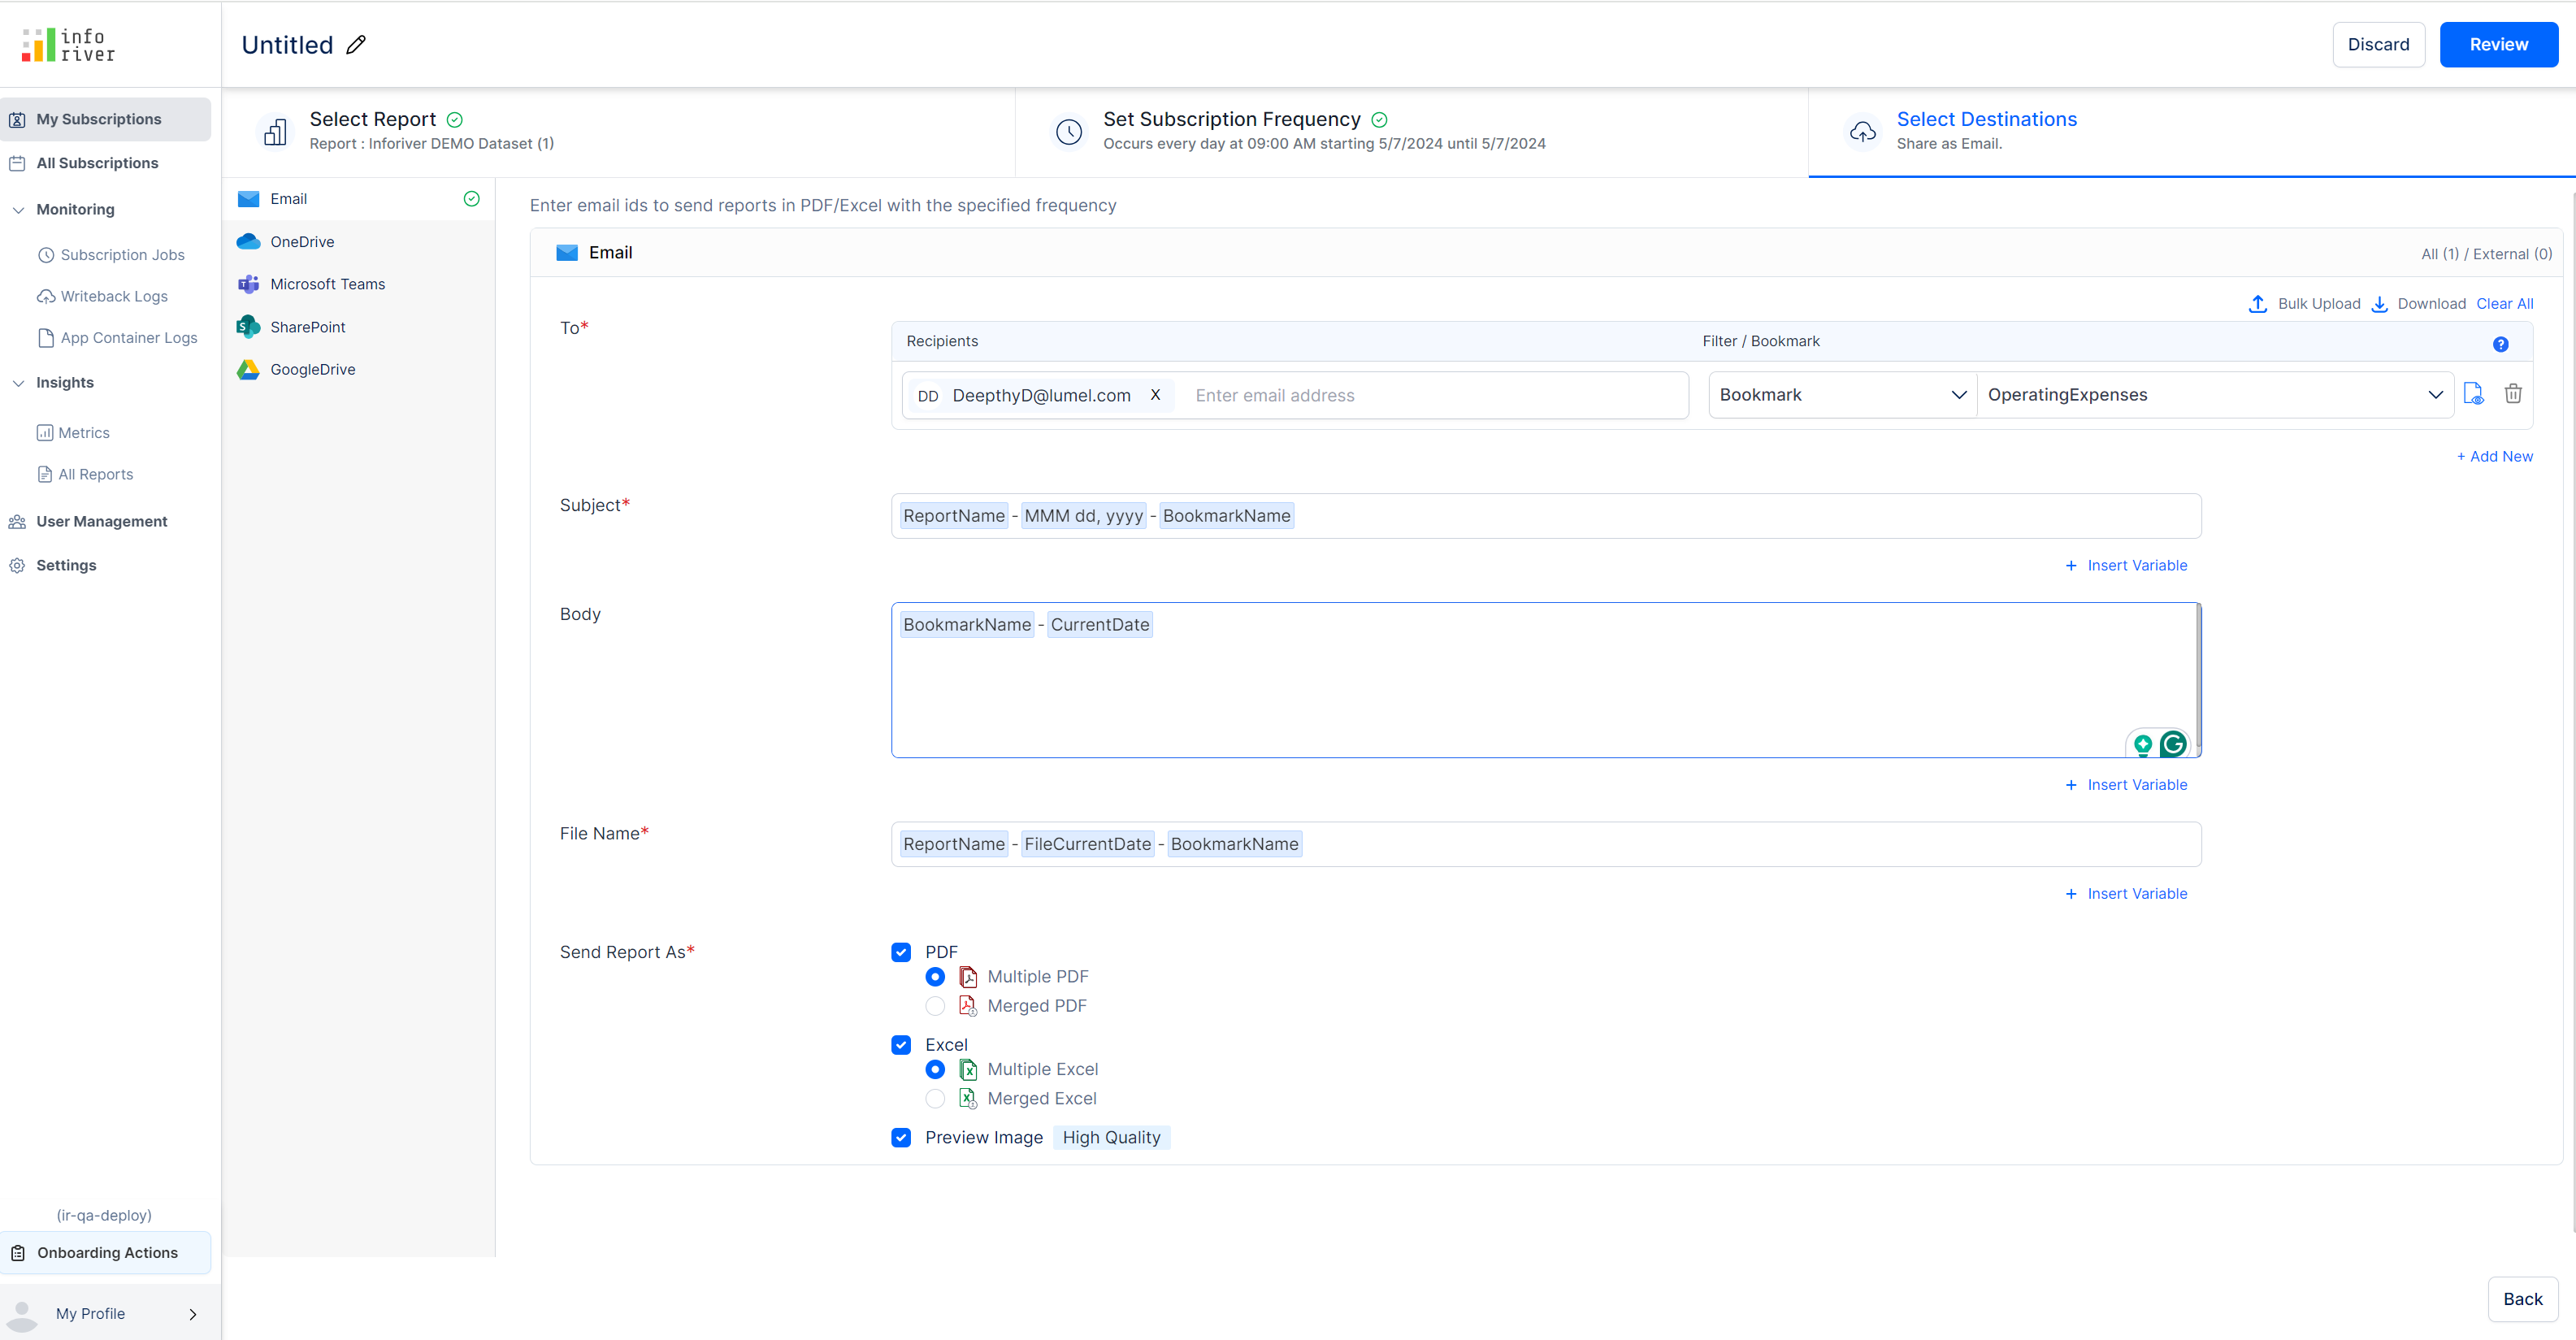 info
river
Untitled
Discard
Review
My Subscriptions
All Subscriptions
Monitoring
Subscription Jobs
Writeback Logs
App Container Logs
Insights
Metrics
All Reports
User Management
Settings
(ir-qa-deploy)
Onboarding Actions
My Profile
Select Report
Report : Inforiver DEMO Dataset (1)
Set Subscription Frequency
Occurs every day at 09:00 AM starting 5/7/2024 until 5/7/2024
Select Destinations
Share as Email.
Email
OneDrive
Microsoft Teams
SharePoint
GoogleDrive
Enter email ids to send reports in PDF/Excel with the specified frequency
Email
All (1) / External (0)
Bulk Upload Download Clear All
To*
Recipients Filter / Bookmark ?
DD DeepthyD@lumel.com X Enter email address Bookmark OperatingExpenses
+ Add New
Subject*
ReportName - MMM dd, yyyy - BookmarkName
+ Insert Variable
Body
BookmarkName - CurrentDate
+ Insert Variable
File Name*
ReportName - FileCurrentDate - BookmarkName
+ Insert Variable
Send Report As*
PDF
Multiple PDF
Merged PDF
Excel
Multiple Excel
Merged Excel
Preview Image High Quality
Back